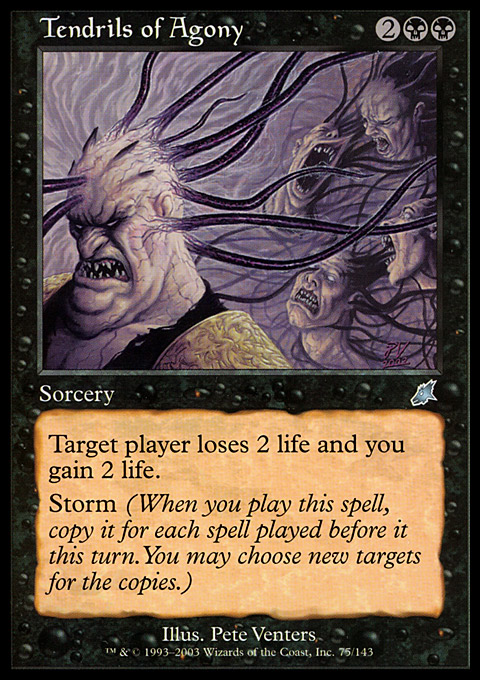 Tendrils of Agony 2
Sorcery
Target player loses 2 life and you
gain 2 life.
Storm (When you play this spell,
copy it for each spell played before it
this turn. You may choose new targets
for the copies.)
Illus. Pete Venters
™ & © 1993–2003 Wizards of the Coast, Inc. 75/143